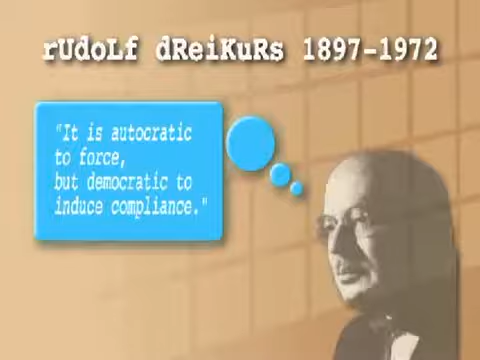 rUdoLf dReiKuRs 1897-1972
"It is autocratic
to force,
but democratic to
induce compliance."